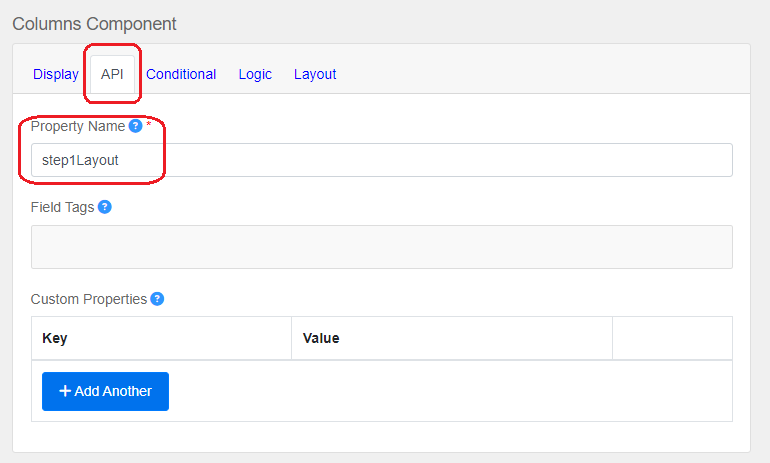 Columns Component
Display API Conditional Logic Layout
Property Name ? *
step1Layout
Field Tags ?
Custom Properties ?
Key Value
+ Add Another